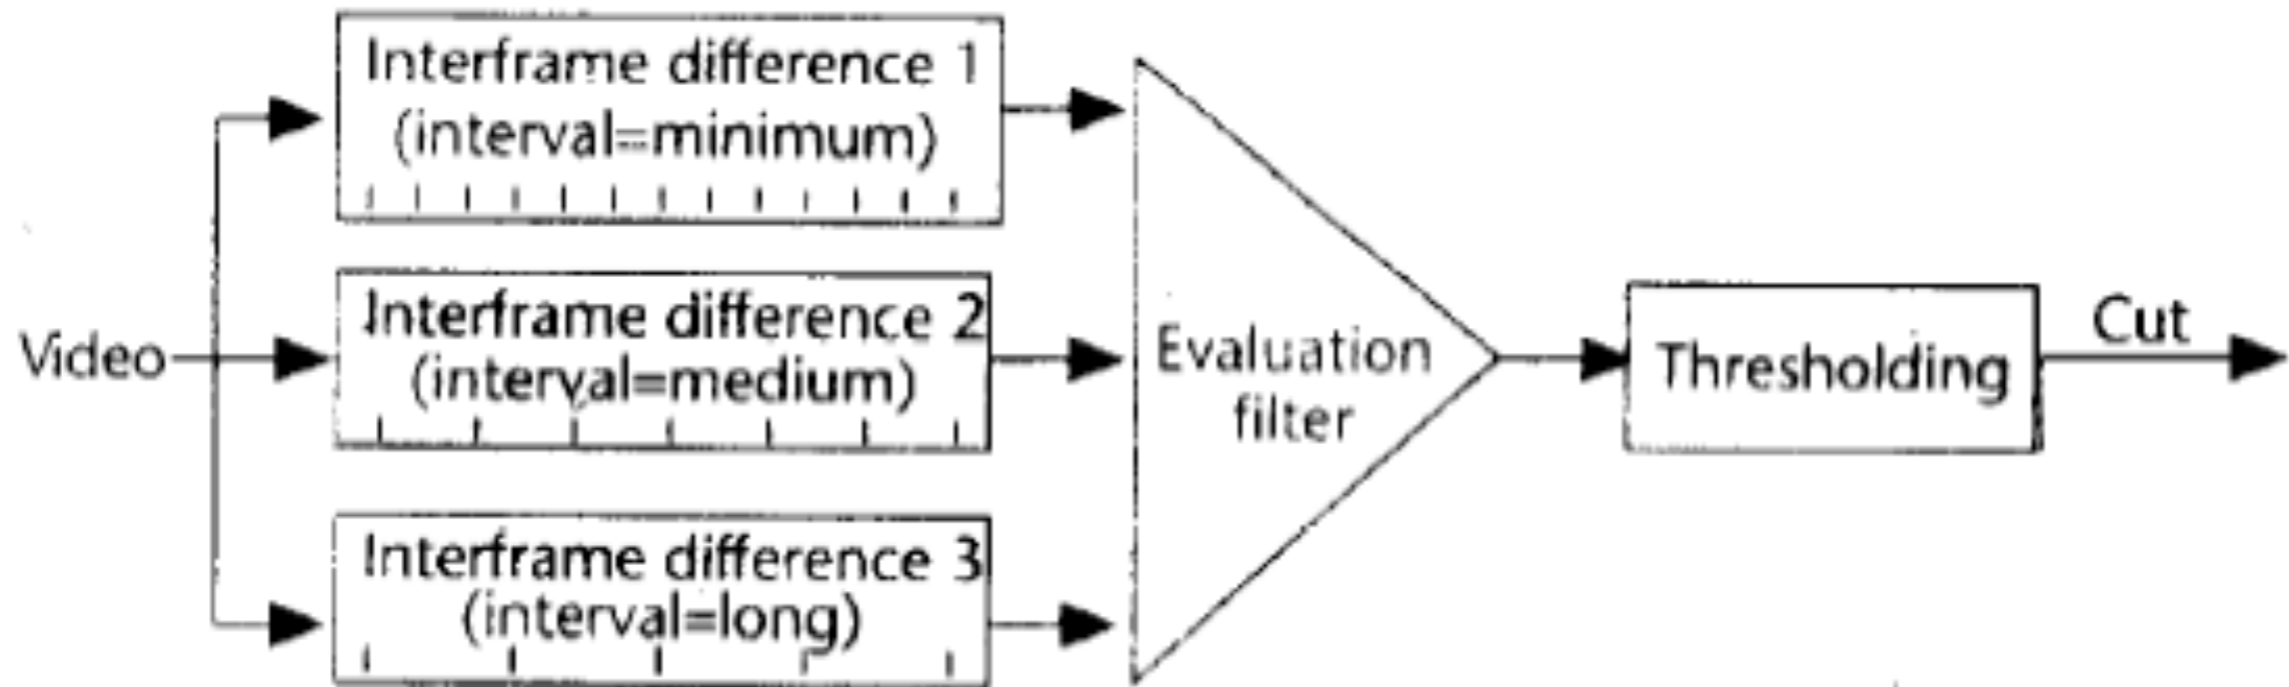 Interframe difference 1
(interval=minimum)
Interframe difference 2
(interval=medium)
Interframe difference 3
(interval=long)
Video
Evaluation
filter
Thresholding
Cut